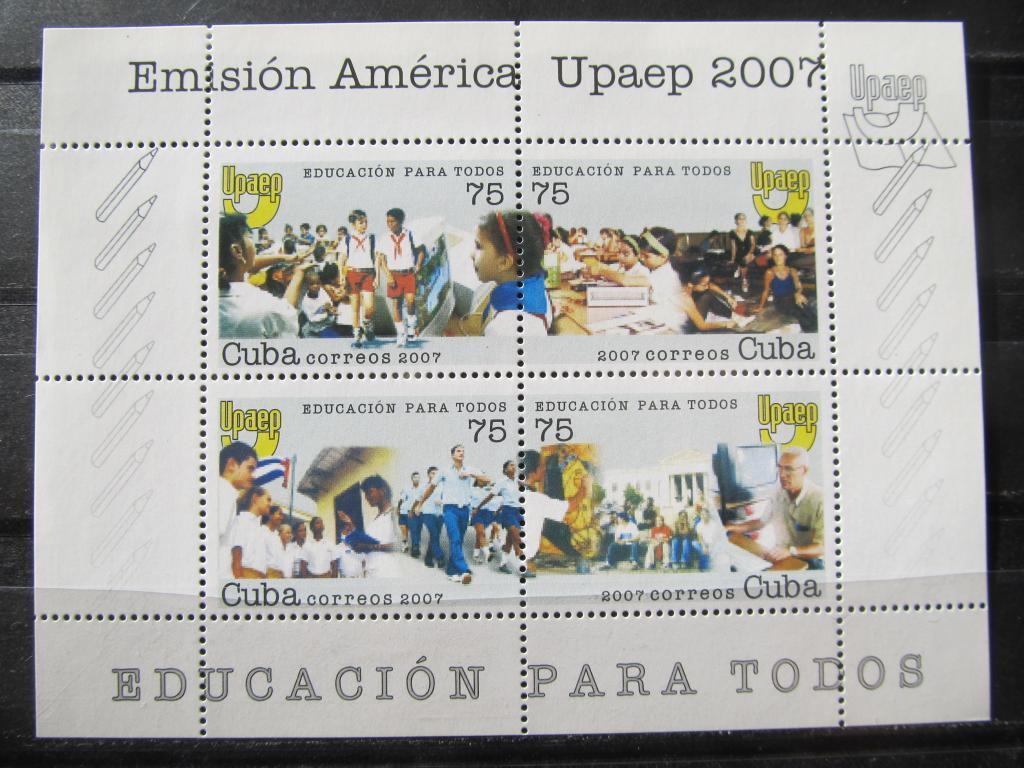 Emisión América Upaep 2007
Upaep
Upaep EDUCACIÓN PARA TODOS
75
EDUCACIÓN PARA TODOS Upaep
75
Cuba correos 2007
2007 correos Cuba
Upaep EDUCACIÓN PARA TODOS
75
EDUCACIÓN PARA TODOS Upaep
75
Cuba correos 2007
2007 correos Cuba
EDUCACIÓN PARA TODOS